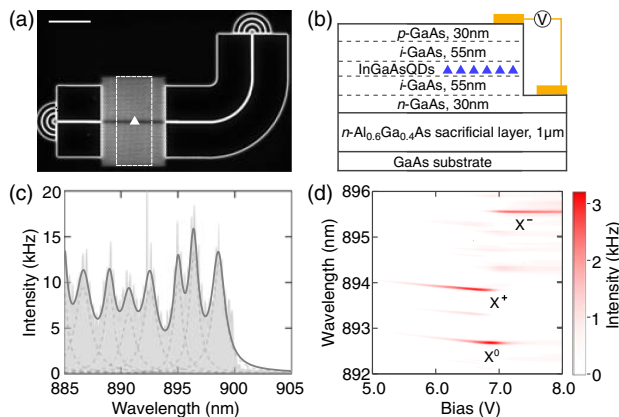 (a)
(b)
V
p-GaAs, 30nm
i-GaAs, 55nm
InGaAsQDs
i-GaAs, 55nm
n-GaAs, 30nm
n-Al0.6Ga0.4As sacrificial layer, 1μm
GaAs substrate
(c)
20
15
10
5
0
Intensity (kHz)
885
890
895
900
905
Wavelength (nm)
(d)
896
895
894
893
892
Wavelength (nm)
X−
X+
X0
5.0
6.0
7.0
8.0
Bias (V)
3
2
1
0
Intensity (kHz)